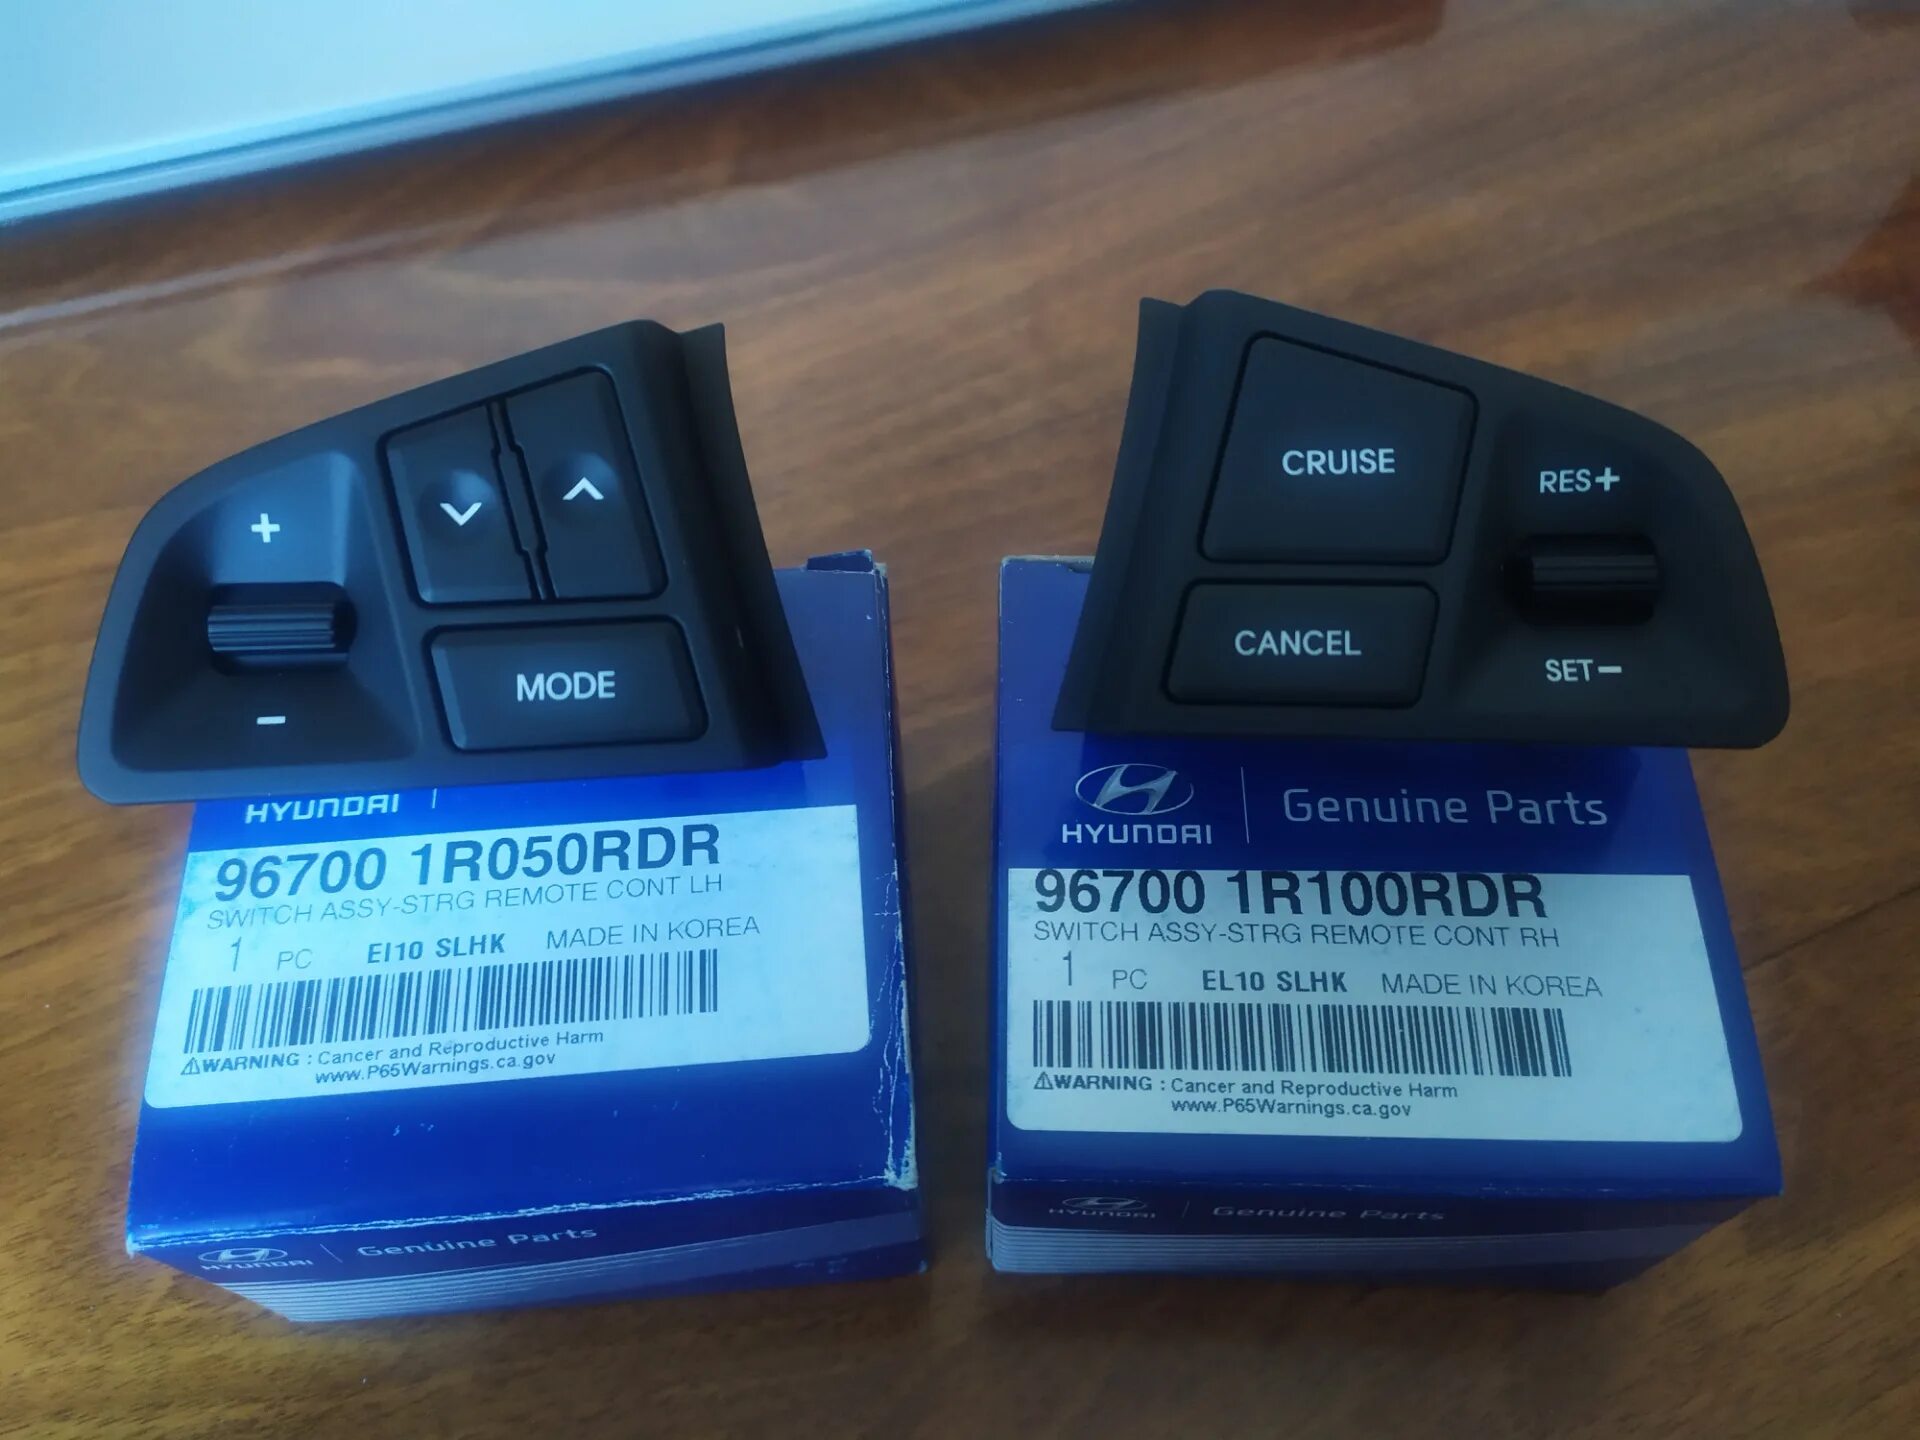 +
MODE
−
HYUNDAI
96700 1R050RDR
SWITCH ASSY-STRG REMOTE CONT LH
1 PC EI10 SLHK MADE IN KOREA
⚠WARNING : Cancer and Reproductive Harm
www.P65Warnings.ca.gov
HYUNDAI | Genuine Parts
CRUISE
RES+
CANCEL
SET−
HYUNDAI | Genuine Parts
96700 1R100RDR
SWITCH ASSY-STRG REMOTE CONT RH
1 PC EL10 SLHK MADE IN KOREA
⚠WARNING : Cancer and Reproductive Harm
www.P65Warnings.ca.gov
HYUNDAI | Genuine Parts